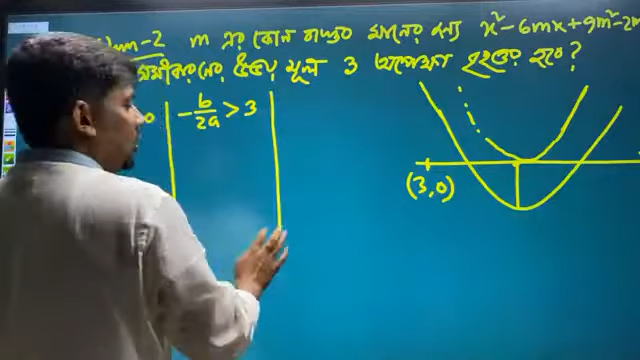 m এর কোন বাস্তব মানের জন্য x² - 6mx + 9m² - 2m
সমীকরণের উভয় মূল 3 অপেক্ষা বৃহত্তর হবে?
-b/2a > 3
(3,0)